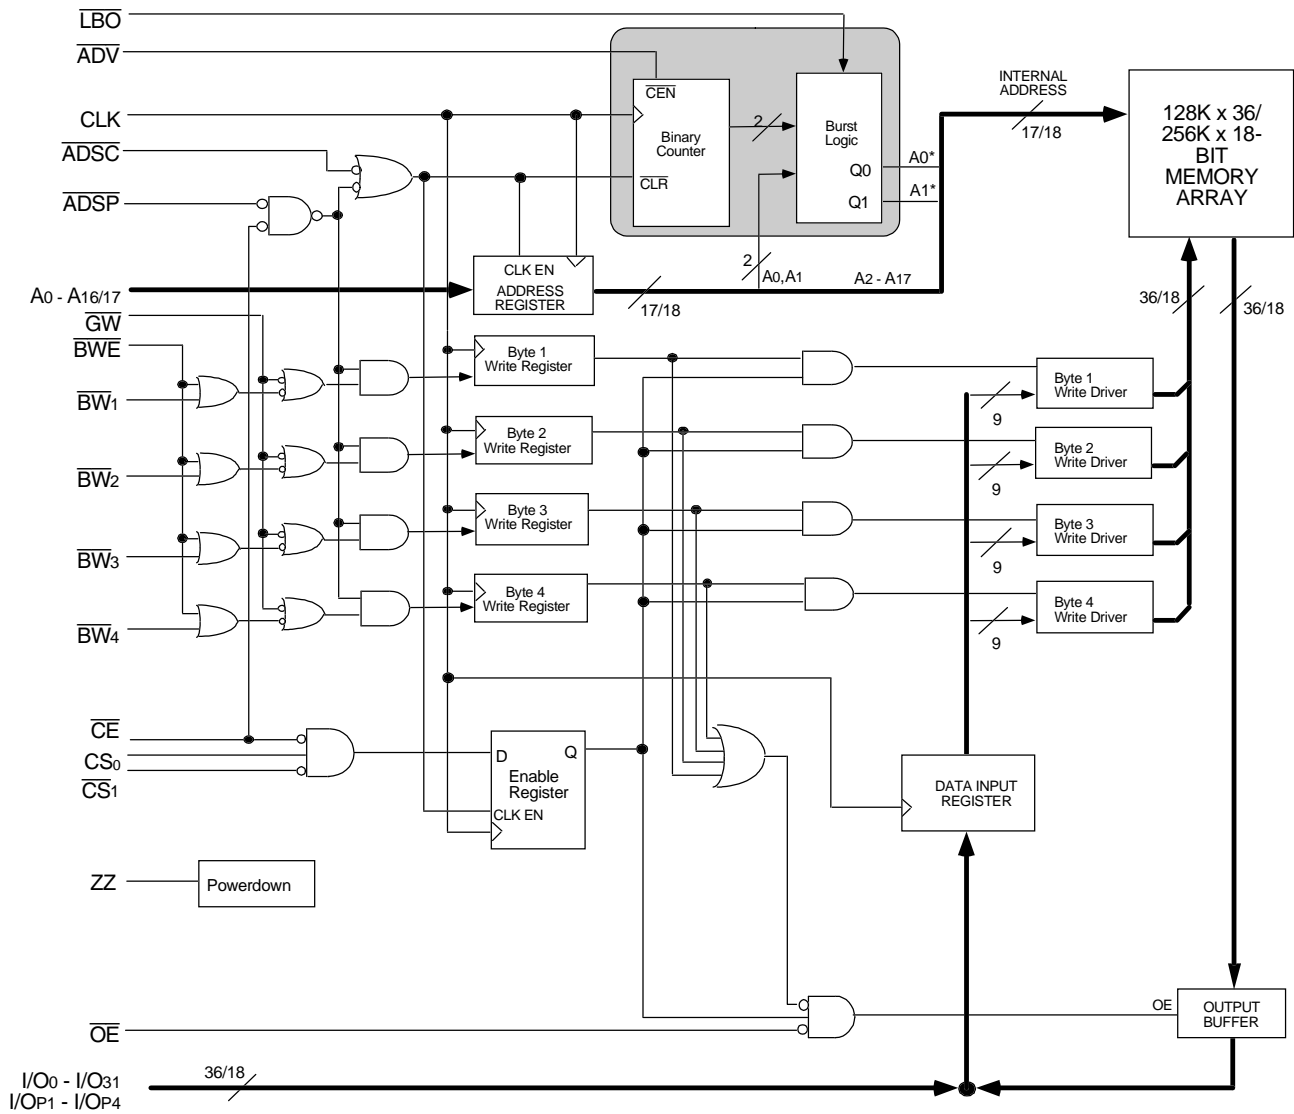 LBO
ADV
CLK
ADSC
ADSP
A0 - A16/17
GW
BWE
BW1
BW2
BW3
BW4
CE
CS0
CS1
ZZ
Powerdown
OE
I/O0 - I/O31
I/OP1 - I/OP4
36/18
CEN
Binary
Counter
CLR
2
Burst
Logic
Q0
Q1
A0*
A1*
2
A0,A1
A2 - A17
INTERNAL
ADDRESS
17/18
128K x 36/
256K x 18-
BIT
MEMORY
ARRAY
CLK EN
ADDRESS
REGISTER
17/18
36/18
36/18
Byte 1
Write Register
Byte 2
Write Register
Byte 3
Write Register
Byte 4
Write Register
9
Byte 1
Write Driver
9
Byte 2
Write Driver
9
Byte 3
Write Driver
9
Byte 4
Write Driver
D
Q
Enable
Register
CLK EN
DATA INPUT
REGISTER
OE
OUTPUT
BUFFER